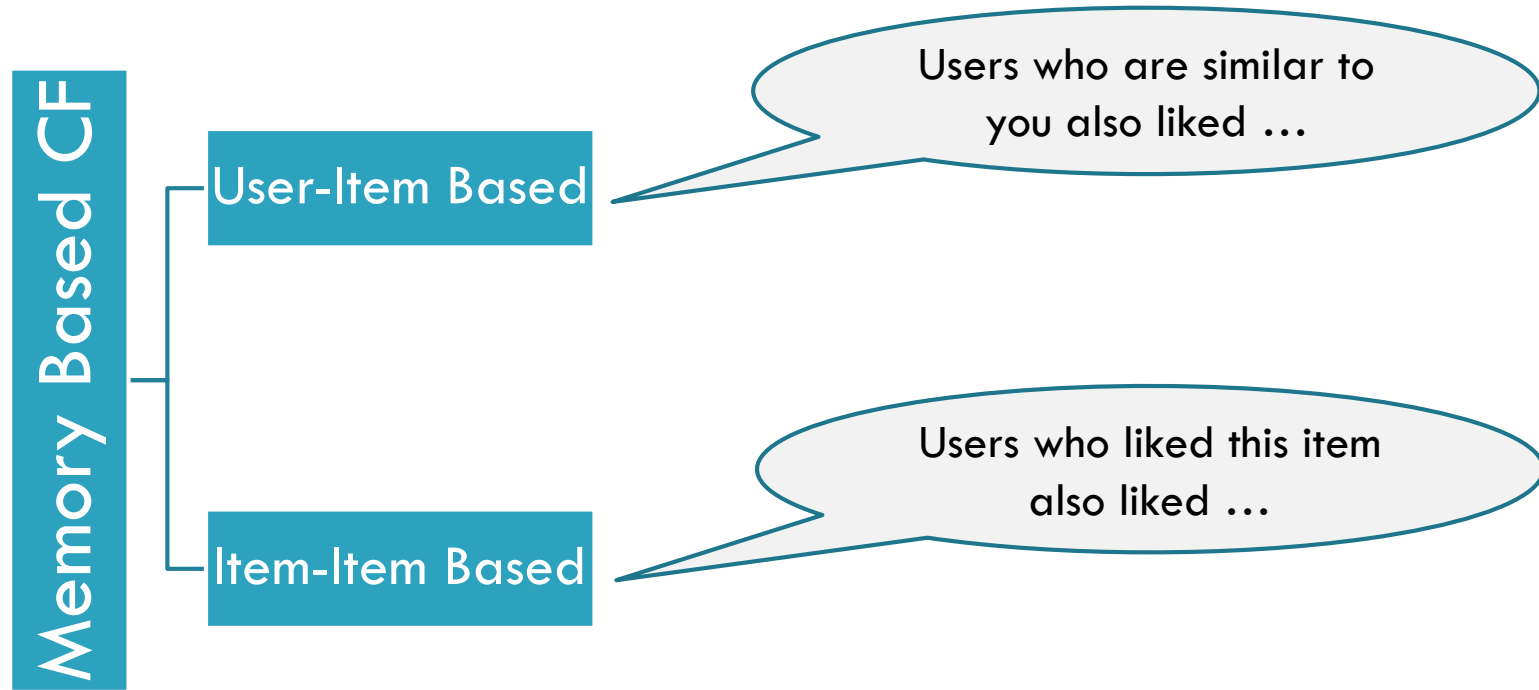 Memory Based CF
User-Item Based
Users who are similar to
you also liked …
Item-Item Based
Users who liked this item
also liked …